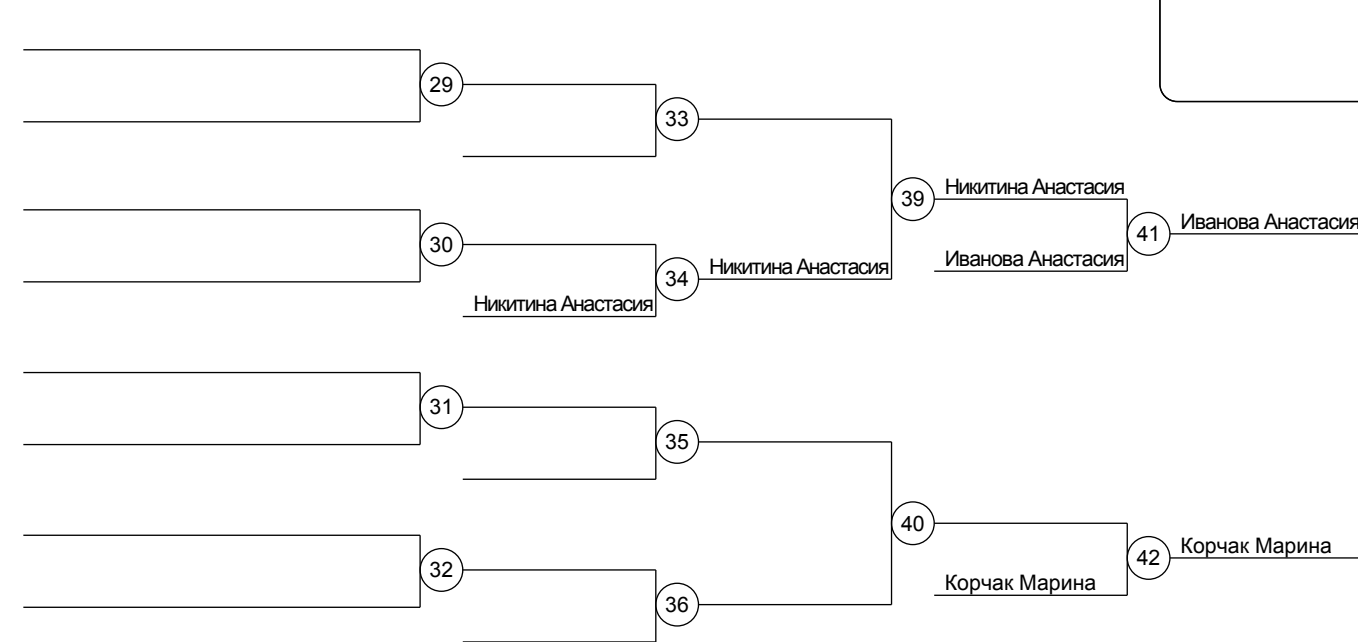 29
33
Никитина Анастасия
39
Иванова Анастасия
41
Иванова Анастасия
30
Никитина Анастасия
34
Никитина Анастасия
31
35
40
Корчак Марина
42
Корчак Марина
32
36